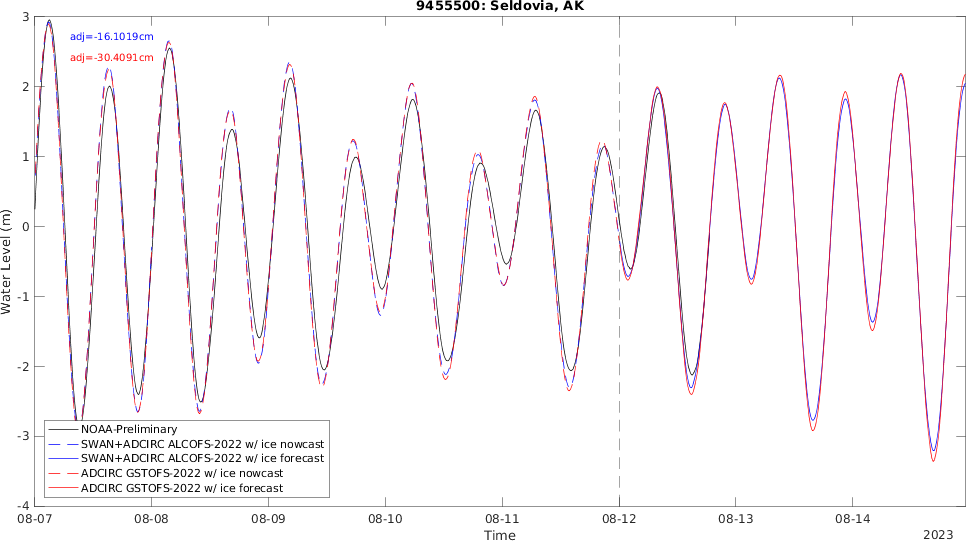 9455500: Seldovia, AK
adj=-16.1019cm
adj=-30.4091cm
3
2
1
0
-1
-2
-3
-4
Water Level (m)
NOAA-Preliminary
SWAN+ADCIRC ALCOFS-2022 w/ ice nowcast
SWAN+ADCIRC ALCOFS-2022 w/ ice forecast
ADCIRC GSTOFS-2022 w/ ice nowcast
ADCIRC GSTOFS-2022 w/ ice forecast
08-07 08-08 08-09 08-10 08-11 08-12 08-13 08-14
Time
2023